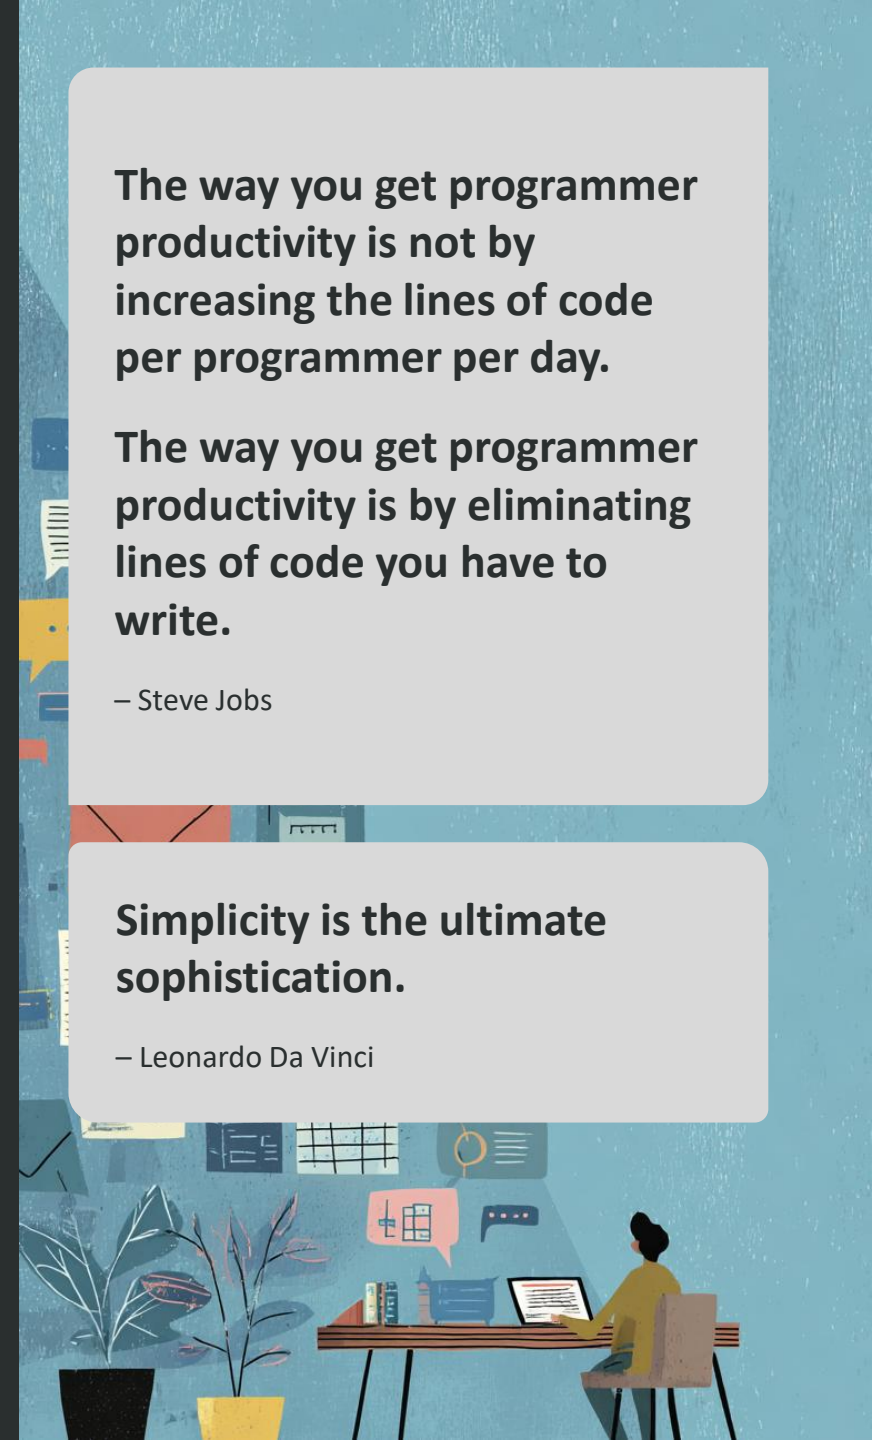 The way you get programmer
productivity is not by
increasing the lines of code
per programmer per day.
The way you get programmer
productivity is by eliminating
lines of code you have to
write.
– Steve Jobs
Simplicity is the ultimate
sophistication.
– Leonardo Da Vinci